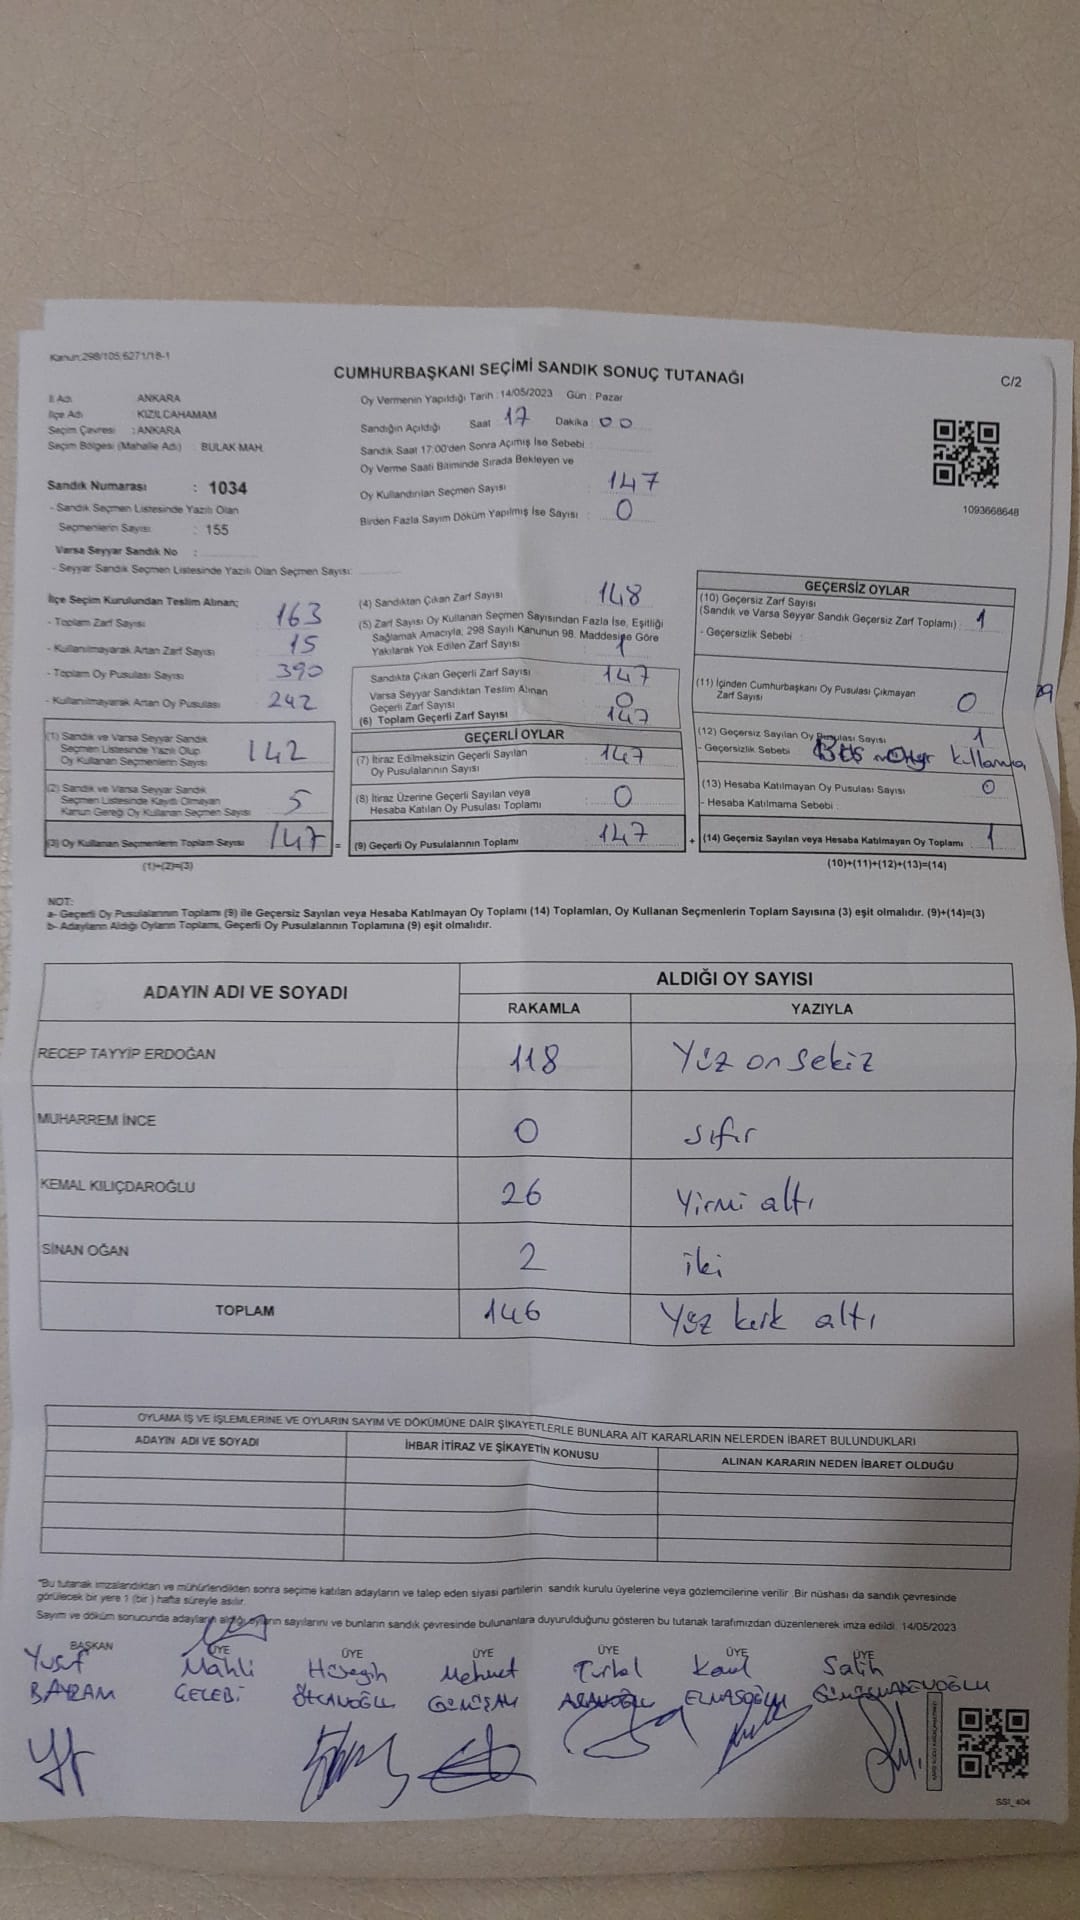 Kanun:298/105;6271/18-1
CUMHURBAŞKANI SEÇİMİ SANDIK SONUÇ TUTANAĞI
C/2
İl Adı : ANKARA
İlçe Adı : KIZILCAHAMAM
Seçim Çevresi : ANKARA
Seçim Bölgesi (Mahalle Adı) : BULAK MAH.
Sandık Numarası : 1034
- Sandık Seçmen Listesinde Yazılı Olan
Seçmenlerin Sayısı : 155
Varsa Seyyar Sandık No :
- Seyyar Sandık Seçmen Listesinde Yazılı Olan Seçmen Sayısı:
Oy Vermenin Yapıldığı Tarih : 14/05/2023 Gün : Pazar
Sandığın Açıldığı Saat 17 Dakika : 00
Sandık Saat 17:00'den Sonra Açılmış İse Sebebi
Oy Verme Saati Bitiminde Sırada Bekleyen ve
Oy Kullandırılan Seçmen Sayısı : 147
Birden Fazla Sayım Döküm Yapılmış İse Sayısı : 0
1093668648
İlçe Seçim Kurulundan Teslim Alınan;
- Toplam Zarf Sayısı : 163
- Kullanılmayarak Artan Zarf Sayısı : 15
- Toplam Oy Pusulası Sayısı : 390
- Kullanılmayarak Artan Oy Pusulası : 242
(1) Sandık ve Varsa Seyyar Sandık
Seçmen Listesinde Yazılı Olup
Oy Kullanan Seçmenlerin Sayısı 142
(2) Sandık ve Varsa Seyyar Sandık
Seçmen Listesinde Kayıtlı Olmayan
Kanun Gereği Oy Kullanan Seçmen Sayısı 5
(3) Oy Kullanan Seçmenlerin Toplam Sayısı 147 =
(1)+(2)=(3)
(4) Sandıktan Çıkan Zarf Sayısı 148
(5) Zarf Sayısı Oy Kullanan Seçmen Sayısından Fazla İse, Eşitliği
Sağlamak Amacıyla, 298 Sayılı Kanunun 98. Maddesine Göre
Yakılarak Yok Edilen Zarf Sayısı 1
Sandıkta Çıkan Geçerli Zarf Sayısı 147
Varsa Seyyar Sandıktan Teslim Alınan
Geçerli Zarf Sayısı 0
(6) Toplam Geçerli Zarf Sayısı 147
GEÇERLİ OYLAR
(7) İtiraz Edilmeksizin Geçerli Sayılan
Oy Pusulalarının Sayısı 147
(8) İtiraz Üzerine Geçerli Sayılan veya
Hesaba Katılan Oy Pusulası Toplamı 0
(9) Geçerli Oy Pusulalarının Toplamı 147 +
GEÇERSİZ OYLAR
(10) Geçersiz Zarf Sayısı
(Sandık ve Varsa Seyyar Sandık Geçersiz Zarf Toplamı) : 1
- Geçersizlik Sebebi :
(11) İçinden Cumhurbaşkanı Oy Pusulası Çıkmayan
Zarf Sayısı 0
(12) Geçersiz Sayılan Oy Pusulası Sayısı 1
- Geçersizlik Sebebi : kullanma
(13) Hesaba Katılmayan Oy Pusulası Sayısı 0
- Hesaba Katılmama Sebebi :
(14) Geçersiz Sayılan veya Hesaba Katılmayan Oy Toplamı 1
(10)+(11)+(12)+(13)=(14)
NOT:
a- Geçerli Oy Pusulalarının Toplamı (9) ile Geçersiz Sayılan veya Hesaba Katılmayan Oy Toplamı (14) Toplamları, Oy Kullanan Seçmenlerin Toplam Sayısına (3) eşit olmalıdır. (9)+(14)=(3)
b- Adayların Aldığı Oyların Toplamı, Geçerli Oy Pusulalarının Toplamına (9) eşit olmalıdır.
ADAYIN ADI VE SOYADI ALDIĞI OY SAYISI
RAKAMLA YAZIYLA
RECEP TAYYİP ERDOĞAN 118 Yüz on sekiz
MUHARREM İNCE 0 sıfır
KEMAL KILIÇDAROĞLU 26 Yirmi altı
SİNAN OĞAN 2 iki
TOPLAM 146 Yüz kırk altı
OYLAMA İŞ VE İŞLEMLERİNE VE OYLARIN SAYIM VE DÖKÜMÜNE DAİR ŞİKAYETLERLE BUNLARA AİT KARARLARIN NELERDEN İBARET BULUNDUKLARI
ADAYIN ADI VE SOYADI İHBAR İTİRAZ VE ŞİKAYETİN KONUSU ALINAN KARARIN NEDEN İBARET OLDUĞU
"Bu tutanak imzalandıktan ve mühürlendikten sonra seçime katılan adayların ve talep eden siyasi partilerin sandık kurulu üyelerine veya gözlemcilerine verilir. Bir nüshası da sandık çevresinde
görülecek bir yere 1 (bir) hafta süreyle asılır.
Sayım ve döküm sonucunda adayların aldığı oyların sayılarını ve bunların sandık çevresinde bulunanlara duyurulduğunu gösteren bu tutanak tarafımızdan düzenlenerek imza edildi. 14/05/2023
BAŞKAN ÜYE ÜYE ÜYE ÜYE ÜYE ÜYE
Yusuf Mahli Hüseyin Mehmet Kamil Salih
BAYRAM ÇELEBİ ELMASOĞLU
SSI_404